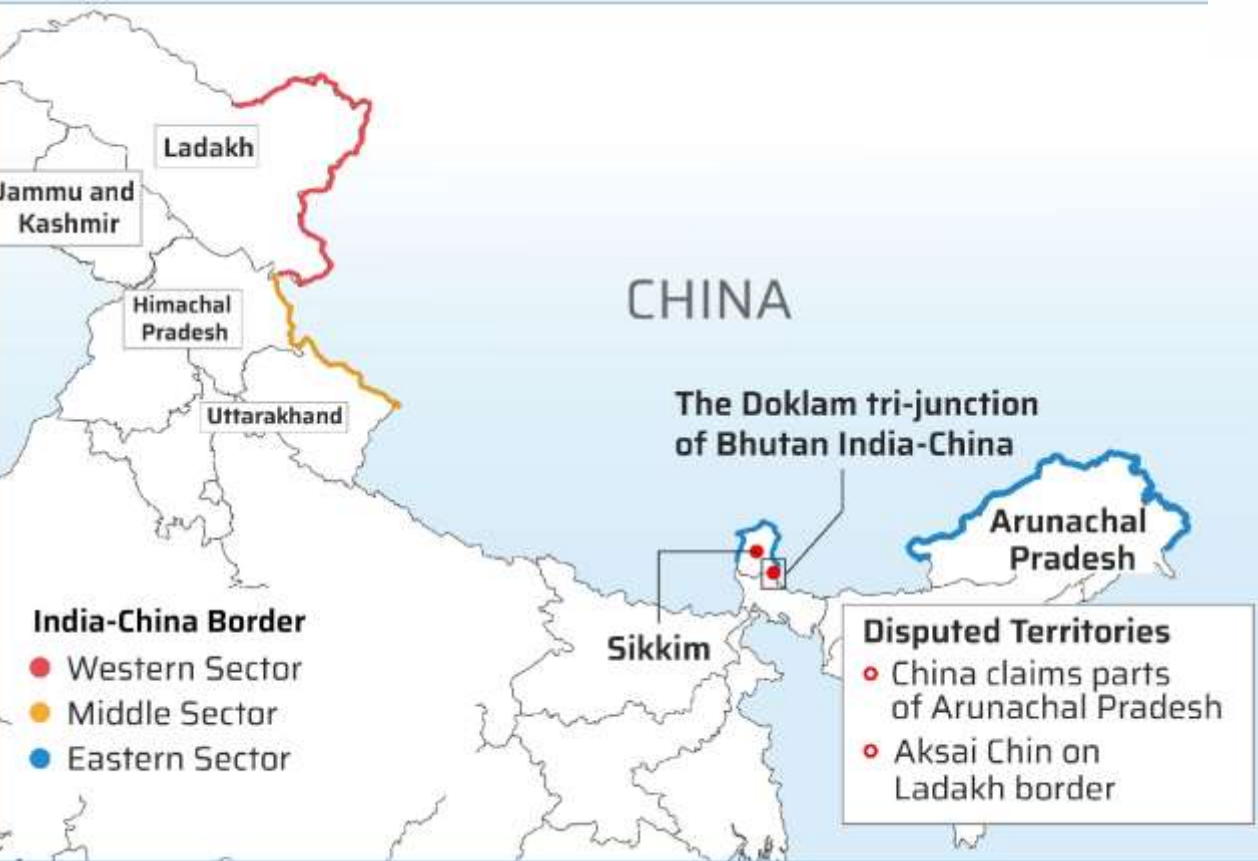 Ladakh
Jammu and
Kashmir
Himachal
Pradesh
Uttarakhand
CHINA
The Doklam tri-junction
of Bhutan India-China
Arunachal
Pradesh
Sikkim
India-China Border
Western Sector
Middle Sector
Eastern Sector
Disputed Territories
China claims parts
of Arunachal Pradesh
Aksai Chin on
Ladakh border